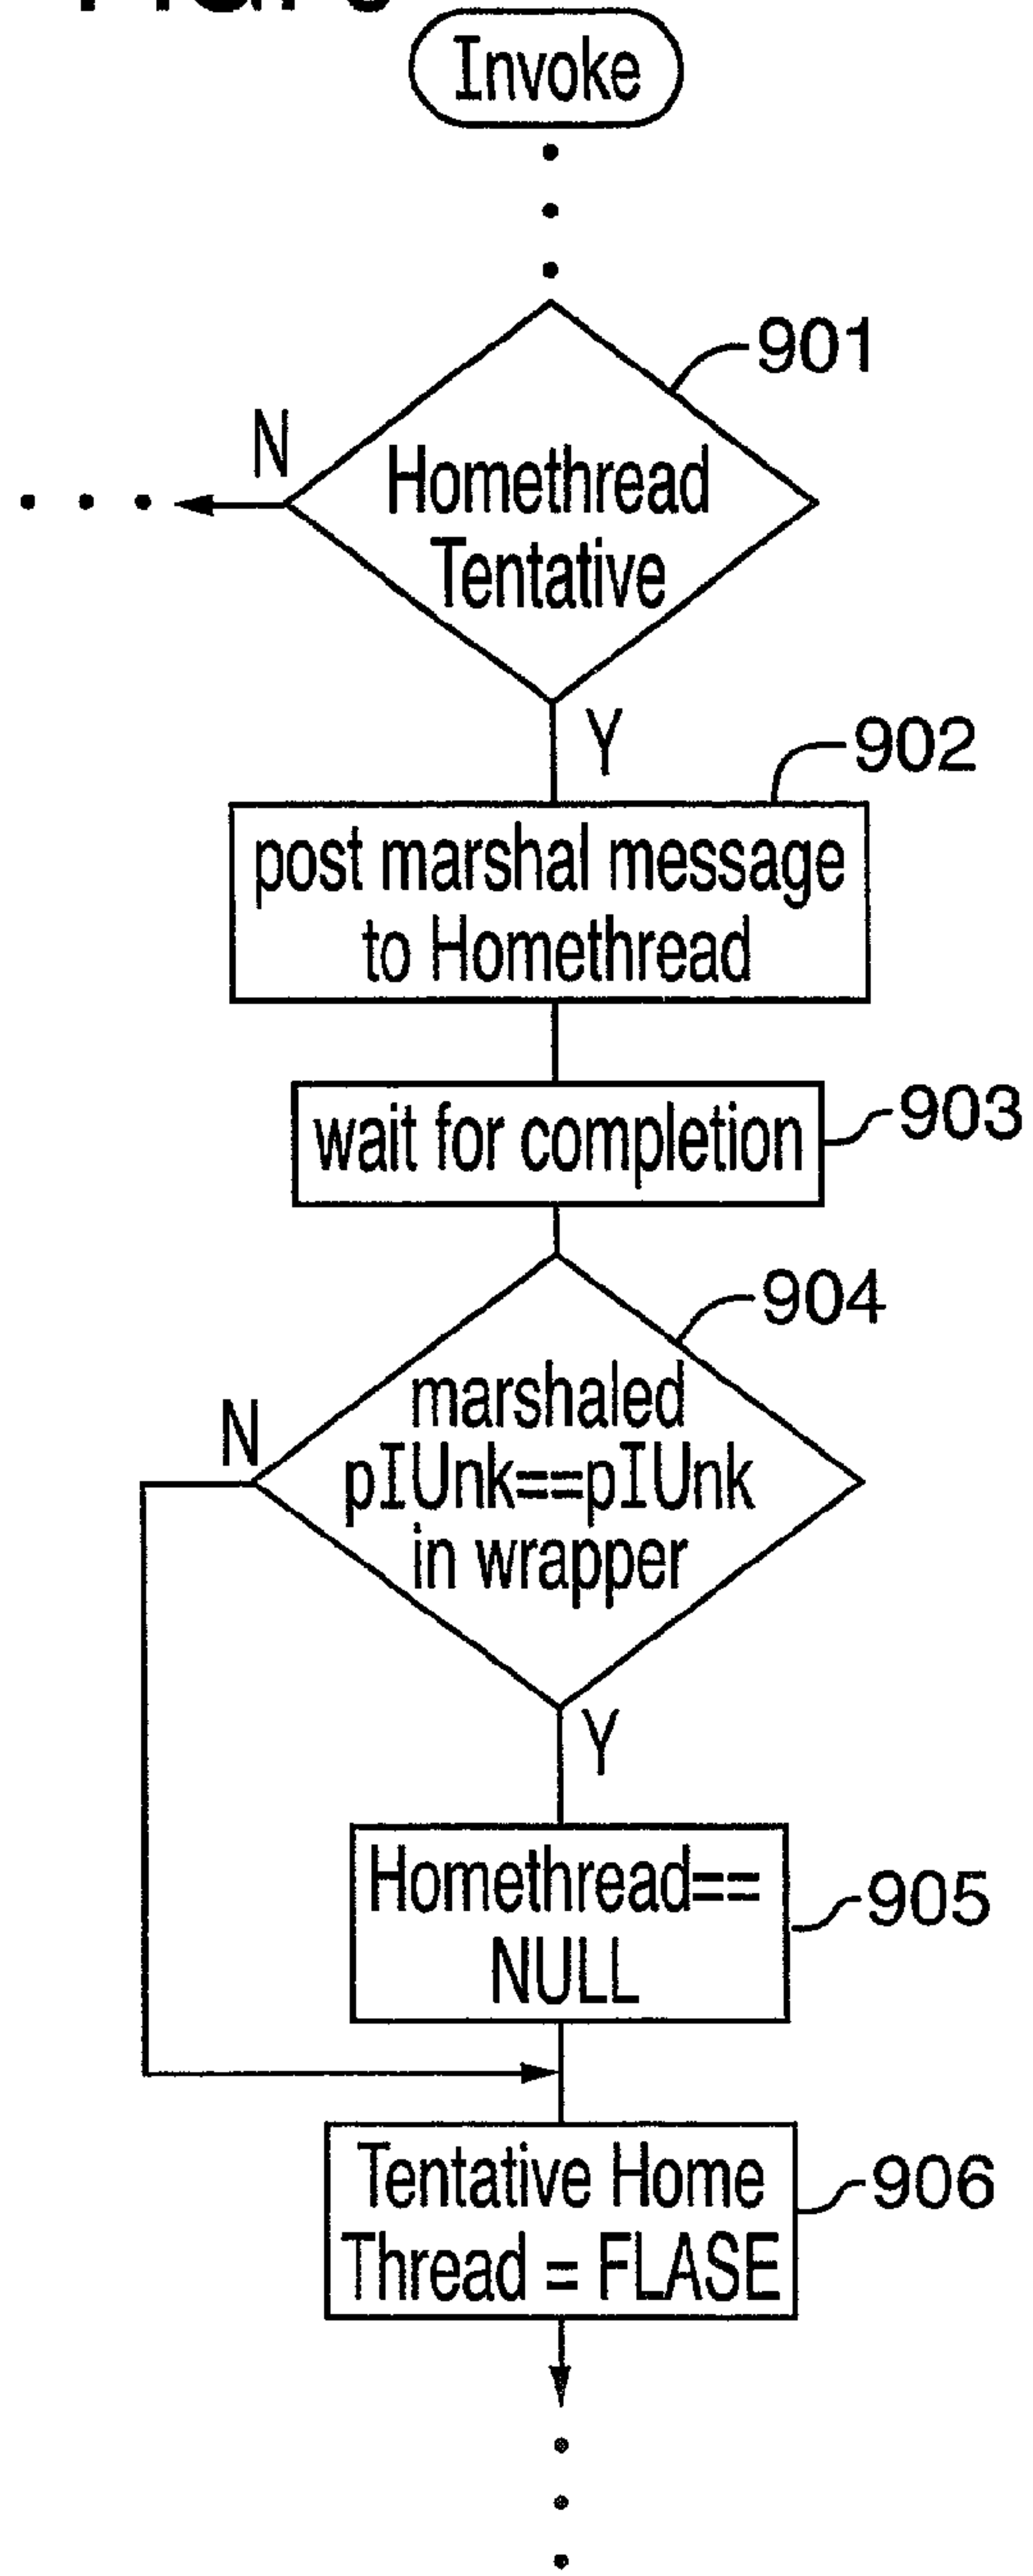 Invoke
901
N
Homethread
Tentative
Y
902
post marshal message
to Homethread
wait for completion
903
904
N
marshaled
pIUnk==pIUnk
in wrapper
Y
Homethread==
NULL
905
Tentative Home
Thread = FLASE
906